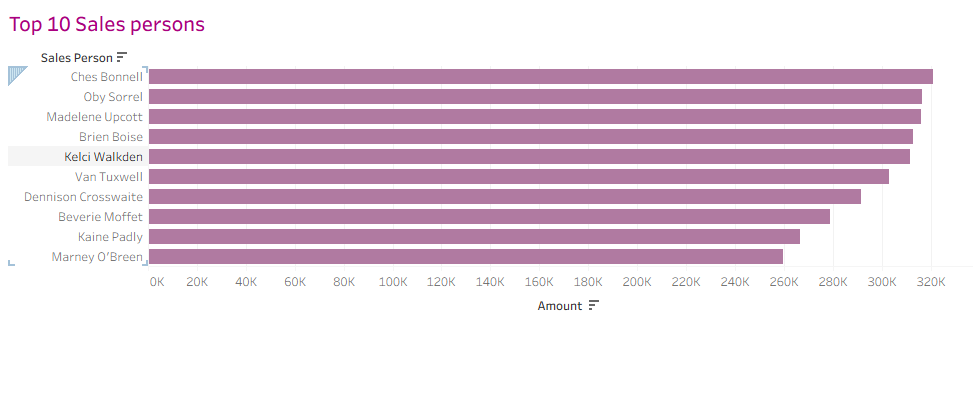 Top 10 Sales persons
Sales Person
Ches Bonnell
Oby Sorrel
Madelene Upcott
Brien Boise
Kelci Walkden
Van Tuxwell
Dennison Crosswaite
Beverie Moffet
Kaine Padly
Marney O'Breen
0K 20K 40K 60K 80K 100K 120K 140K 160K 180K 200K 220K 240K 260K 280K 300K 320K
Amount